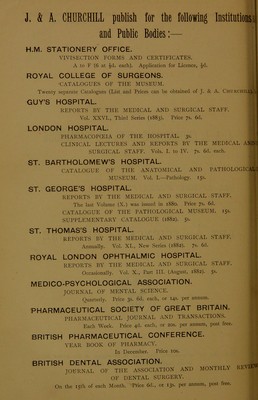 J. & A. CHURCHILL publish for the following Institutions
and Public Bodies:—
H.M. STATIONERY OFFICE.
VIVISECTION FORMS AND CERTIFICATES.
A to F (6 at ½d. each). Application for Licence, ½d.
ROYAL COLLEGE OF SURGEONS.
CATALOGUES OF THE MUSEUM.
Twenty separate Catalogues (List and Prices can be obtained of J. & A. CHURCHILL
GUY'S HOSPITAL.
REPORTS BY THE MEDICAL AND SURGICAL STAFF.
Vol. XXVI., Third Series (1883). Price 7s. 6d.
LONDON HOSPITAL.
PHARMACOPŒIA OF THE HOSPITAL. 3s.
CLINICAL LECTURES AND REPORTS BY THE MEDICAL AND
SURGICAL STAFF. Vols. I. to IV. 7s. 6d. each.
ST. BARTHOLOMEW'S HOSPITAL.
CATALOGUE OF THE ANATOMICAL AND PATHOLOGICAL
MUSEUM. Vol. I.—Pathology. 15s.
ST. GEORGE'S HOSPITAL.
REPORTS BY THE MEDICAL AND SURGICAL STAFF.
The last Volume (X.) was issued in 1880. Price 7s. 6d.
CATALOGUE OF THE PATHOLOGICAL MUSEUM. 15s
SUPPLEMENTARY CATALOGUE (1882). 5s.
ST. THOMAS'S HOSPITAL.
REPORTS BY THE MEDICAL AND SURGICAL STAFF.
Annually. Vol. XI., New Series (1882). 7s. 6d.
ROYAL LONDON OPHTHALMIC HOSPITAL.
REPORTS BY THE MEDICAL AND SURGICAL STAFF.
Occasionally. Vol. X., Part III. (August, 1882). 5s.
MEDICO-PSYCHOLOGICAL ASSOCIATION.
JOURNAL OF MENTAL SCIENCE.
Quarterly. Price 3s. 6d. each, or 14s. per annum.
PHARMACEUTICAL SOCIETY OF GREAT BRITAIN.
PHARMACEUTICAL JOURNAL AND TRANSACTIONS.
Each Week. Price 4d. each, or 20s. per annum, post free.
BRITISH PHARMACEUTICAL CONFERENCE.
YEAR BOOK OF PHARMACY.
In December. Price 10s.
BRITISH DENTAL ASSOCIATION.
JOURNAL OF THE ASSOCIATION AND MONTHLY REVIEW
OF DENTAL SURGERY.
On the 15th of each Month. Price 6d., or 13s. per annum, post free.